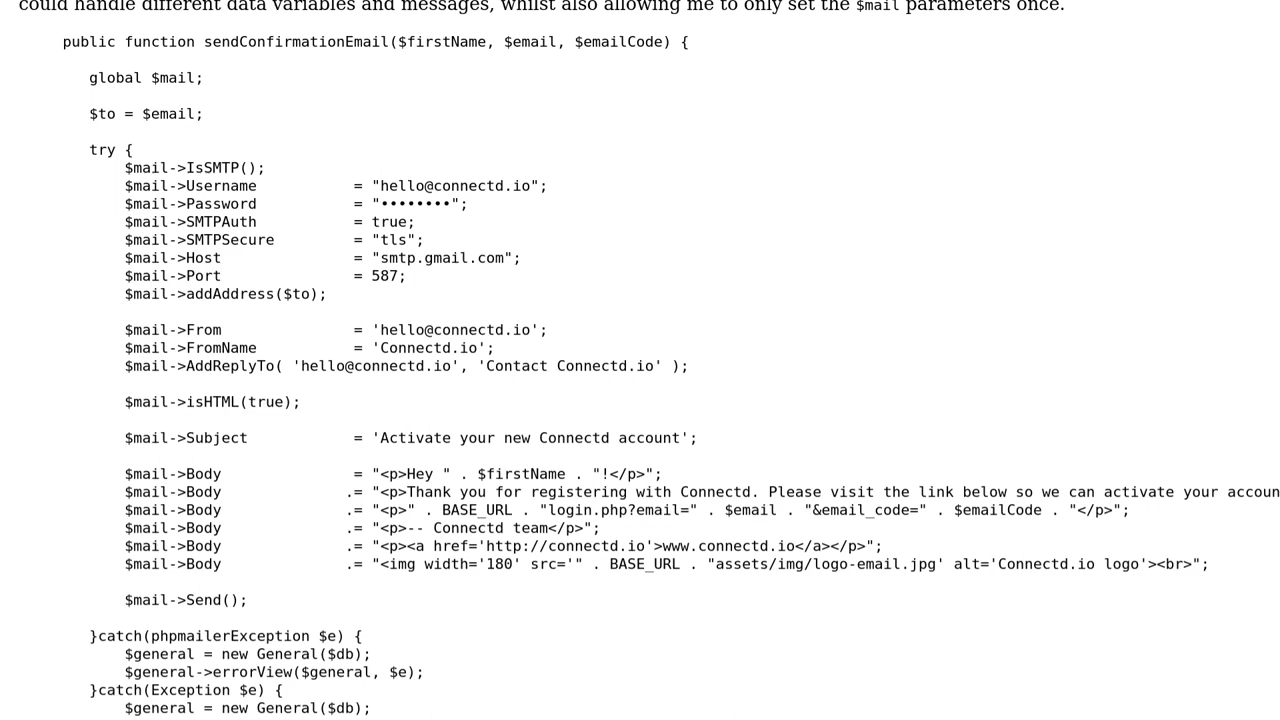 could handle different data variables and messages, whilst also allowing me to only set the $mail parameters once.
public function sendConfirmationEmail($firstName, $email, $emailCode) {
global $mail;
$to = $email;
try {
$mail->IsSMTP();
$mail->Username = "hello@connectd.io";
$mail->Password = "••••••••";
$mail->SMTPAuth = true;
$mail->SMTPSecure = "tls";
$mail->Host = "smtp.gmail.com";
$mail->Port = 587;
$mail->addAddress($to);
$mail->From = 'hello@connectd.io';
$mail->FromName = 'Connectd.io';
$mail->AddReplyTo( 'hello@connectd.io', 'Contact Connectd.io' );
$mail->isHTML(true);
$mail->Subject = 'Activate your new Connectd account';
$mail->Body = "<p>Hey " . $firstName . "!</p>";
$mail->Body .= "<p>Thank you for registering with Connectd. Please visit the link below so we can activate your accoun
$mail->Body .= "<p>" . BASE_URL . "login.php?email=" . $email . "&email_code=" . $emailCode . "</p>";
$mail->Body .= "<p>-- Connectd team</p>";
$mail->Body .= "<p><a href='http://connectd.io'>www.connectd.io</a></p>";
$mail->Body .= "<img width='180' src='" . BASE_URL . "assets/img/logo-email.jpg' alt='Connectd.io logo'><br>";
$mail->Send();
}catch(phpmailerException $e) {
$general = new General($db);
$general->errorView($general, $e);
}catch(Exception $e) {
$general = new General($db);